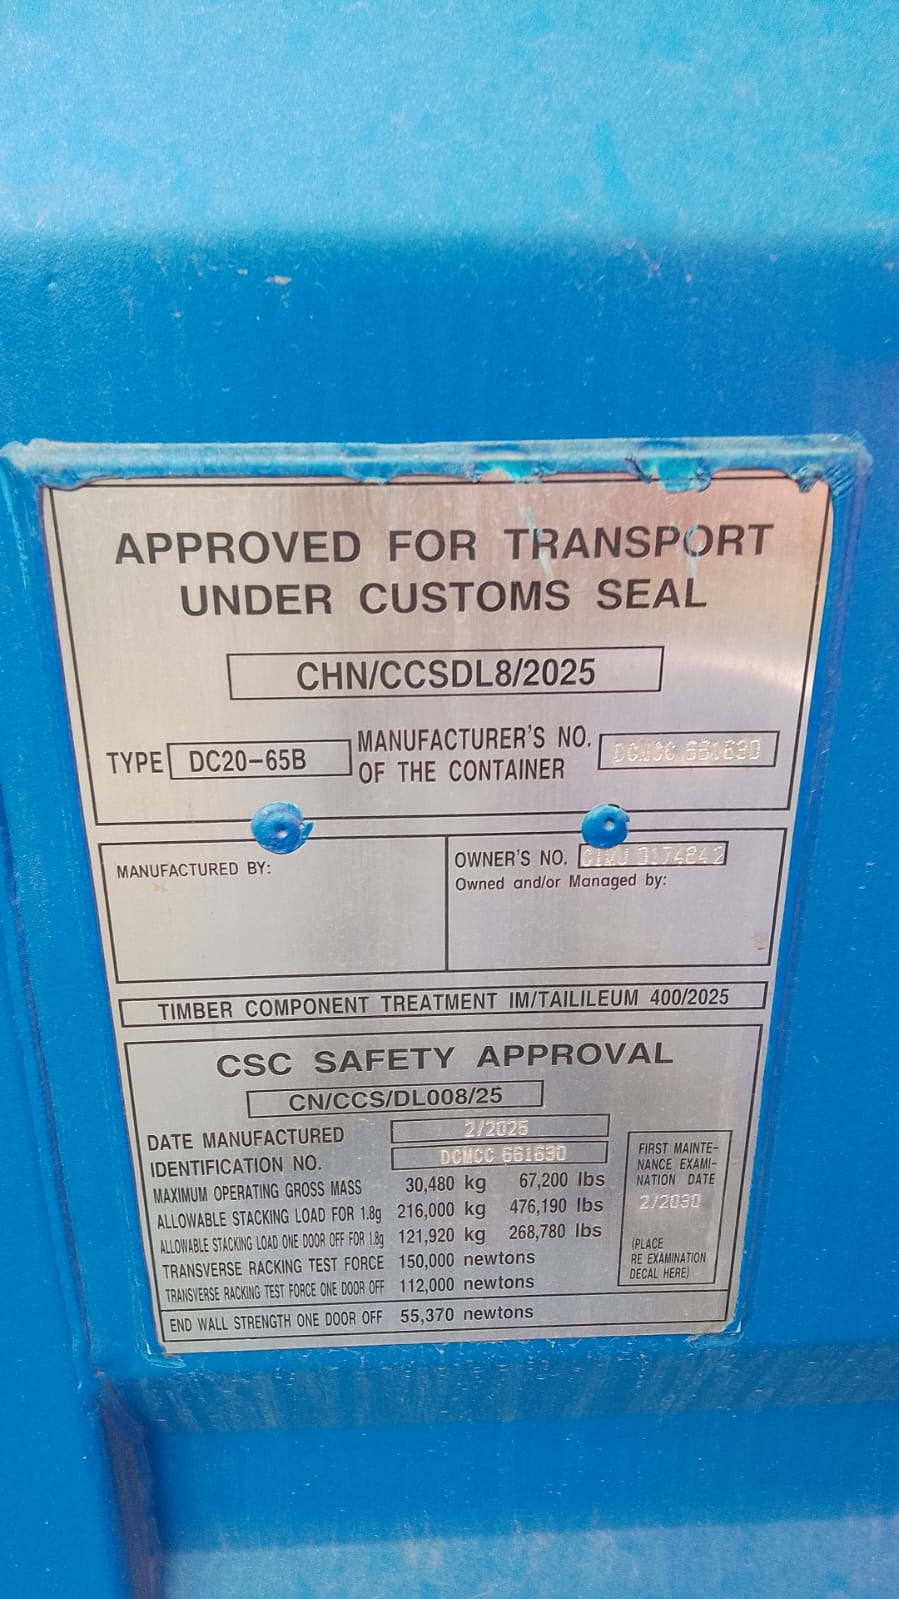 APPROVED FOR TRANSPORT
UNDER CUSTOMS SEAL
CHN/CCSDL8/2025
TYPE DC20-65B
MANUFACTURER'S NO.
OF THE CONTAINER
DCMCC 661630
MANUFACTURED BY:
OWNER'S NO.
Owned and/or Managed by:
TIMBER COMPONENT TREATMENT IM/TAILILEUM 400/2025
CSC SAFETY APPROVAL
CN/CCS/DL008/25
DATE MANUFACTURED 2/2025
IDENTIFICATION NO. DCMCC 661630
MAXIMUM OPERATING GROSS MASS 30,480 kg 67,200 lbs
ALLOWABLE STACKING LOAD FOR 1.8g 216,000 kg 476,190 lbs
ALLOWABLE STACKING LOAD ONE DOOR OFF FOR 1.8g 121,920 kg 268,780 lbs
TRANSVERSE RACKING TEST FORCE 150,000 newtons
TRANSVERSE RACKING TEST FORCE ONE DOOR OFF 112,000 newtons
END WALL STRENGTH ONE DOOR OFF 55,370 newtons
FIRST MAINTE-
NANCE EXAMI-
NATION DATE
2/2030
(PLACE
RE EXAMINATION
DECAL HERE)